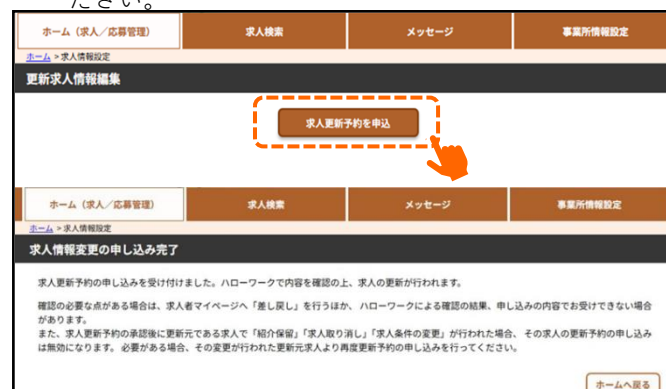 ださい。
ホーム（求人／応募管理） 求人検索 メッセージ 事業所情報設定
ホーム > 求人情報設定
更新求人情報編集
求人更新予約を申込
ホーム（求人／応募管理） 求人検索 メッセージ 事業所情報設定
ホーム > 求人情報設定
求人情報変更の申し込み完了
求人更新予約の申し込みを受け付けました。ハローワークで内容を確認の上、求人の更新が行われます。
確認の必要な点がある場合は、求人者マイページへ「差し戻し」を行うほか、 ハローワークによる確認の結果、申し込みの内容でお受けできない場合
があります。
また、求人更新予約の承認後に更新元である求人で「紹介保留」「求人取り消し」「求人条件の変更」が行われた場合、 その求人の更新予約の申し込み
は無効になります。 必要がある場合、その変更が行われた更新元求人より再度更新予約の申し込みを行ってください。
ホームへ戻る